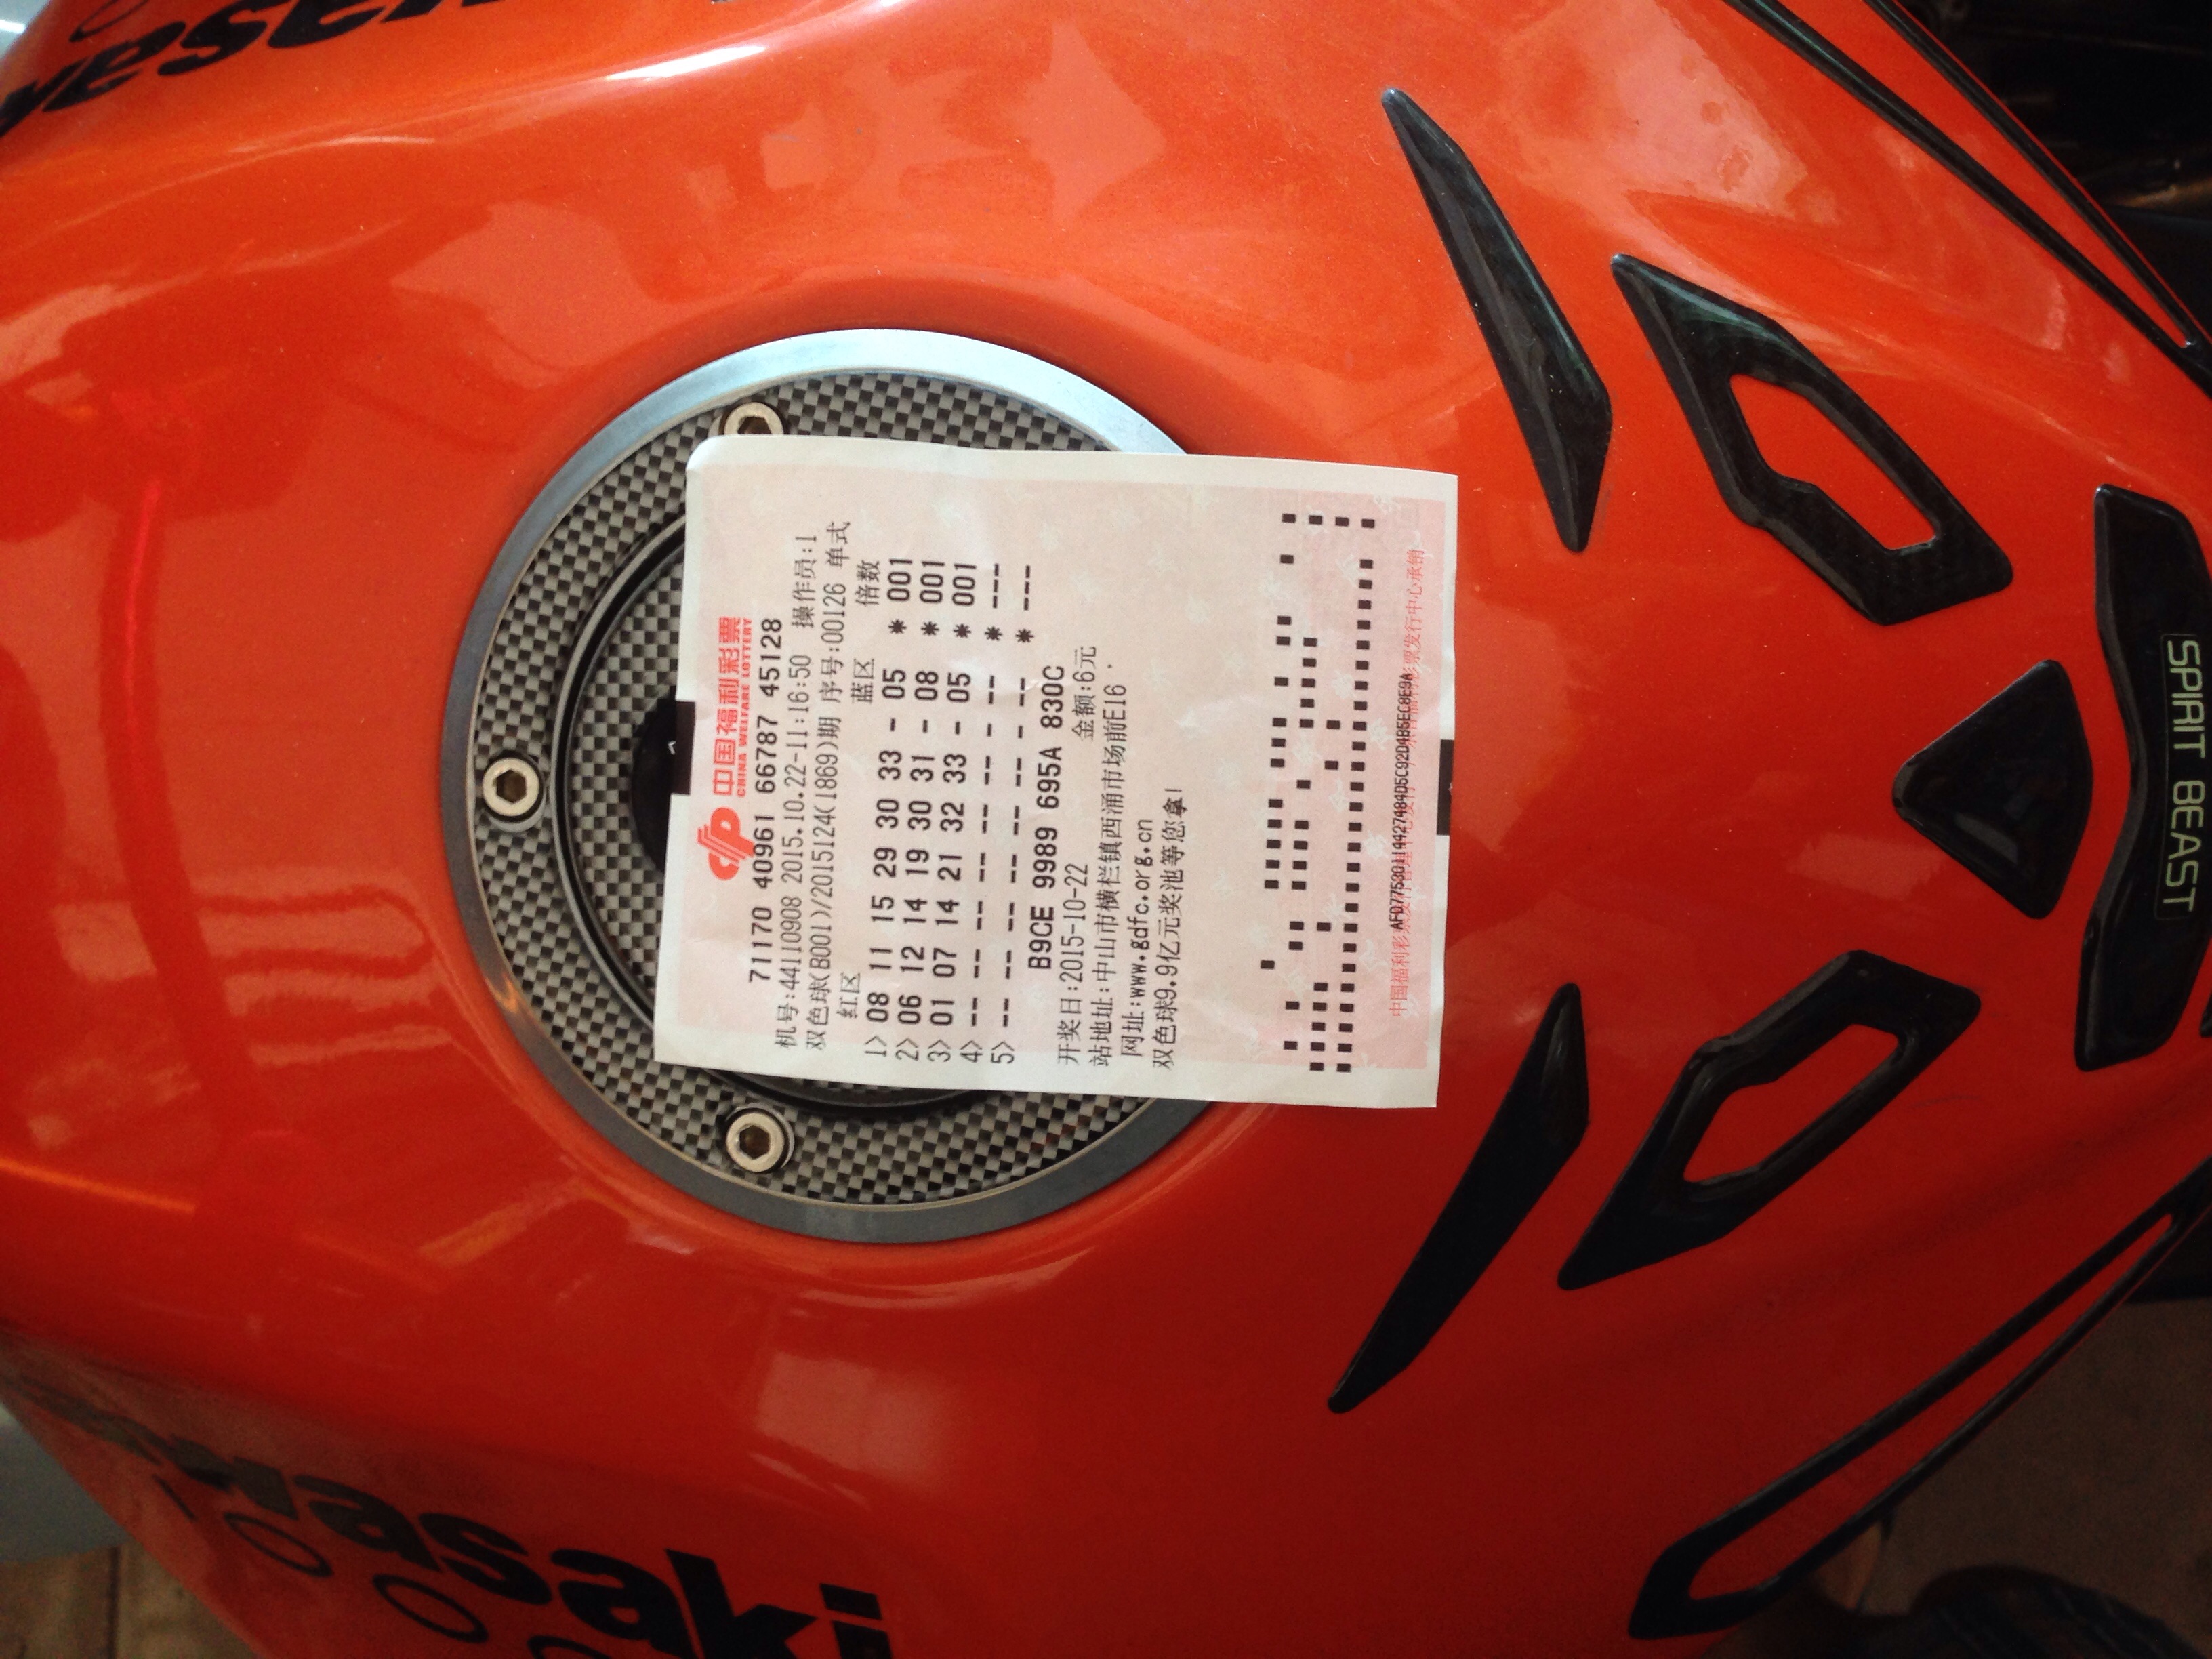 中国福利彩票
CHINA WELFARE LOTTERY
71170 40961 66787 45128
机号:44110908 2015.10.22-11:16:50 操作员:1
双色球(B001)/2015124(1869)期 序号:00126 单式
红区 蓝区 倍数
1> 08 11 15 29 30 33 - 05 * 001
2> 06 12 14 19 30 31 - 08 * 001
3> 01 07 14 21 32 33 - 05 * 001
4> -- -- -- -- -- -- - -- * ---
5> -- -- -- -- -- -- - -- * ---
B9CE 9989 695A 830C
开奖日:2015-10-22 金额:6元
站地址:中山市横栏镇西涌市场前E16
网址:www.gdfc.org.cn
双色球9.9亿元奖池等您拿!
SPIRIT BEAST
Kawasaki